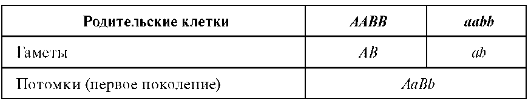 Родительские клетки AABB aabb
Гаметы AB ab
Потомки (первое поколение) AaBb